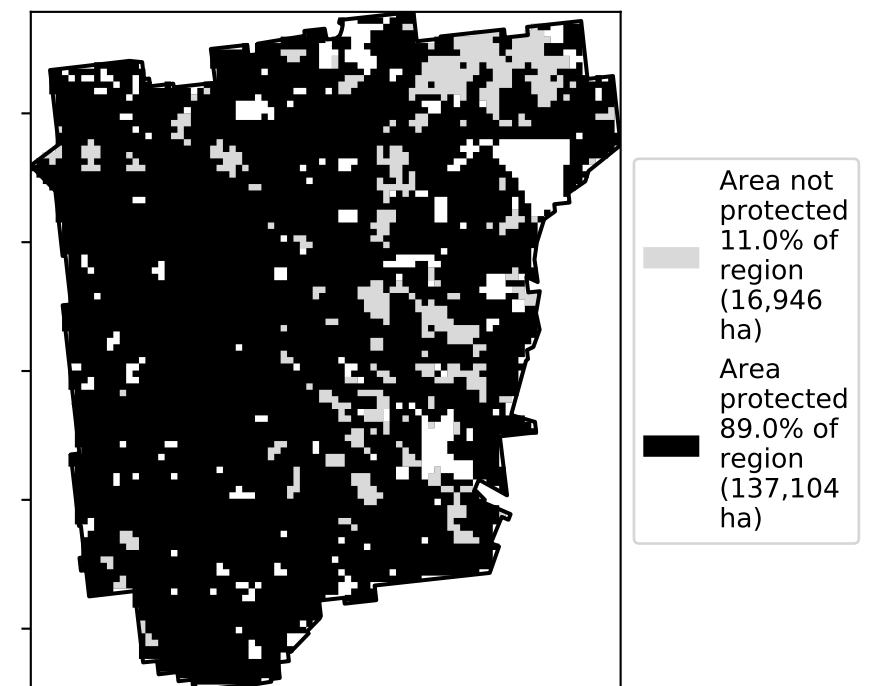 Area not
protected
11.0% of
region
(16,946
ha)
Area
protected
89.0% of
region
(137,104
ha)